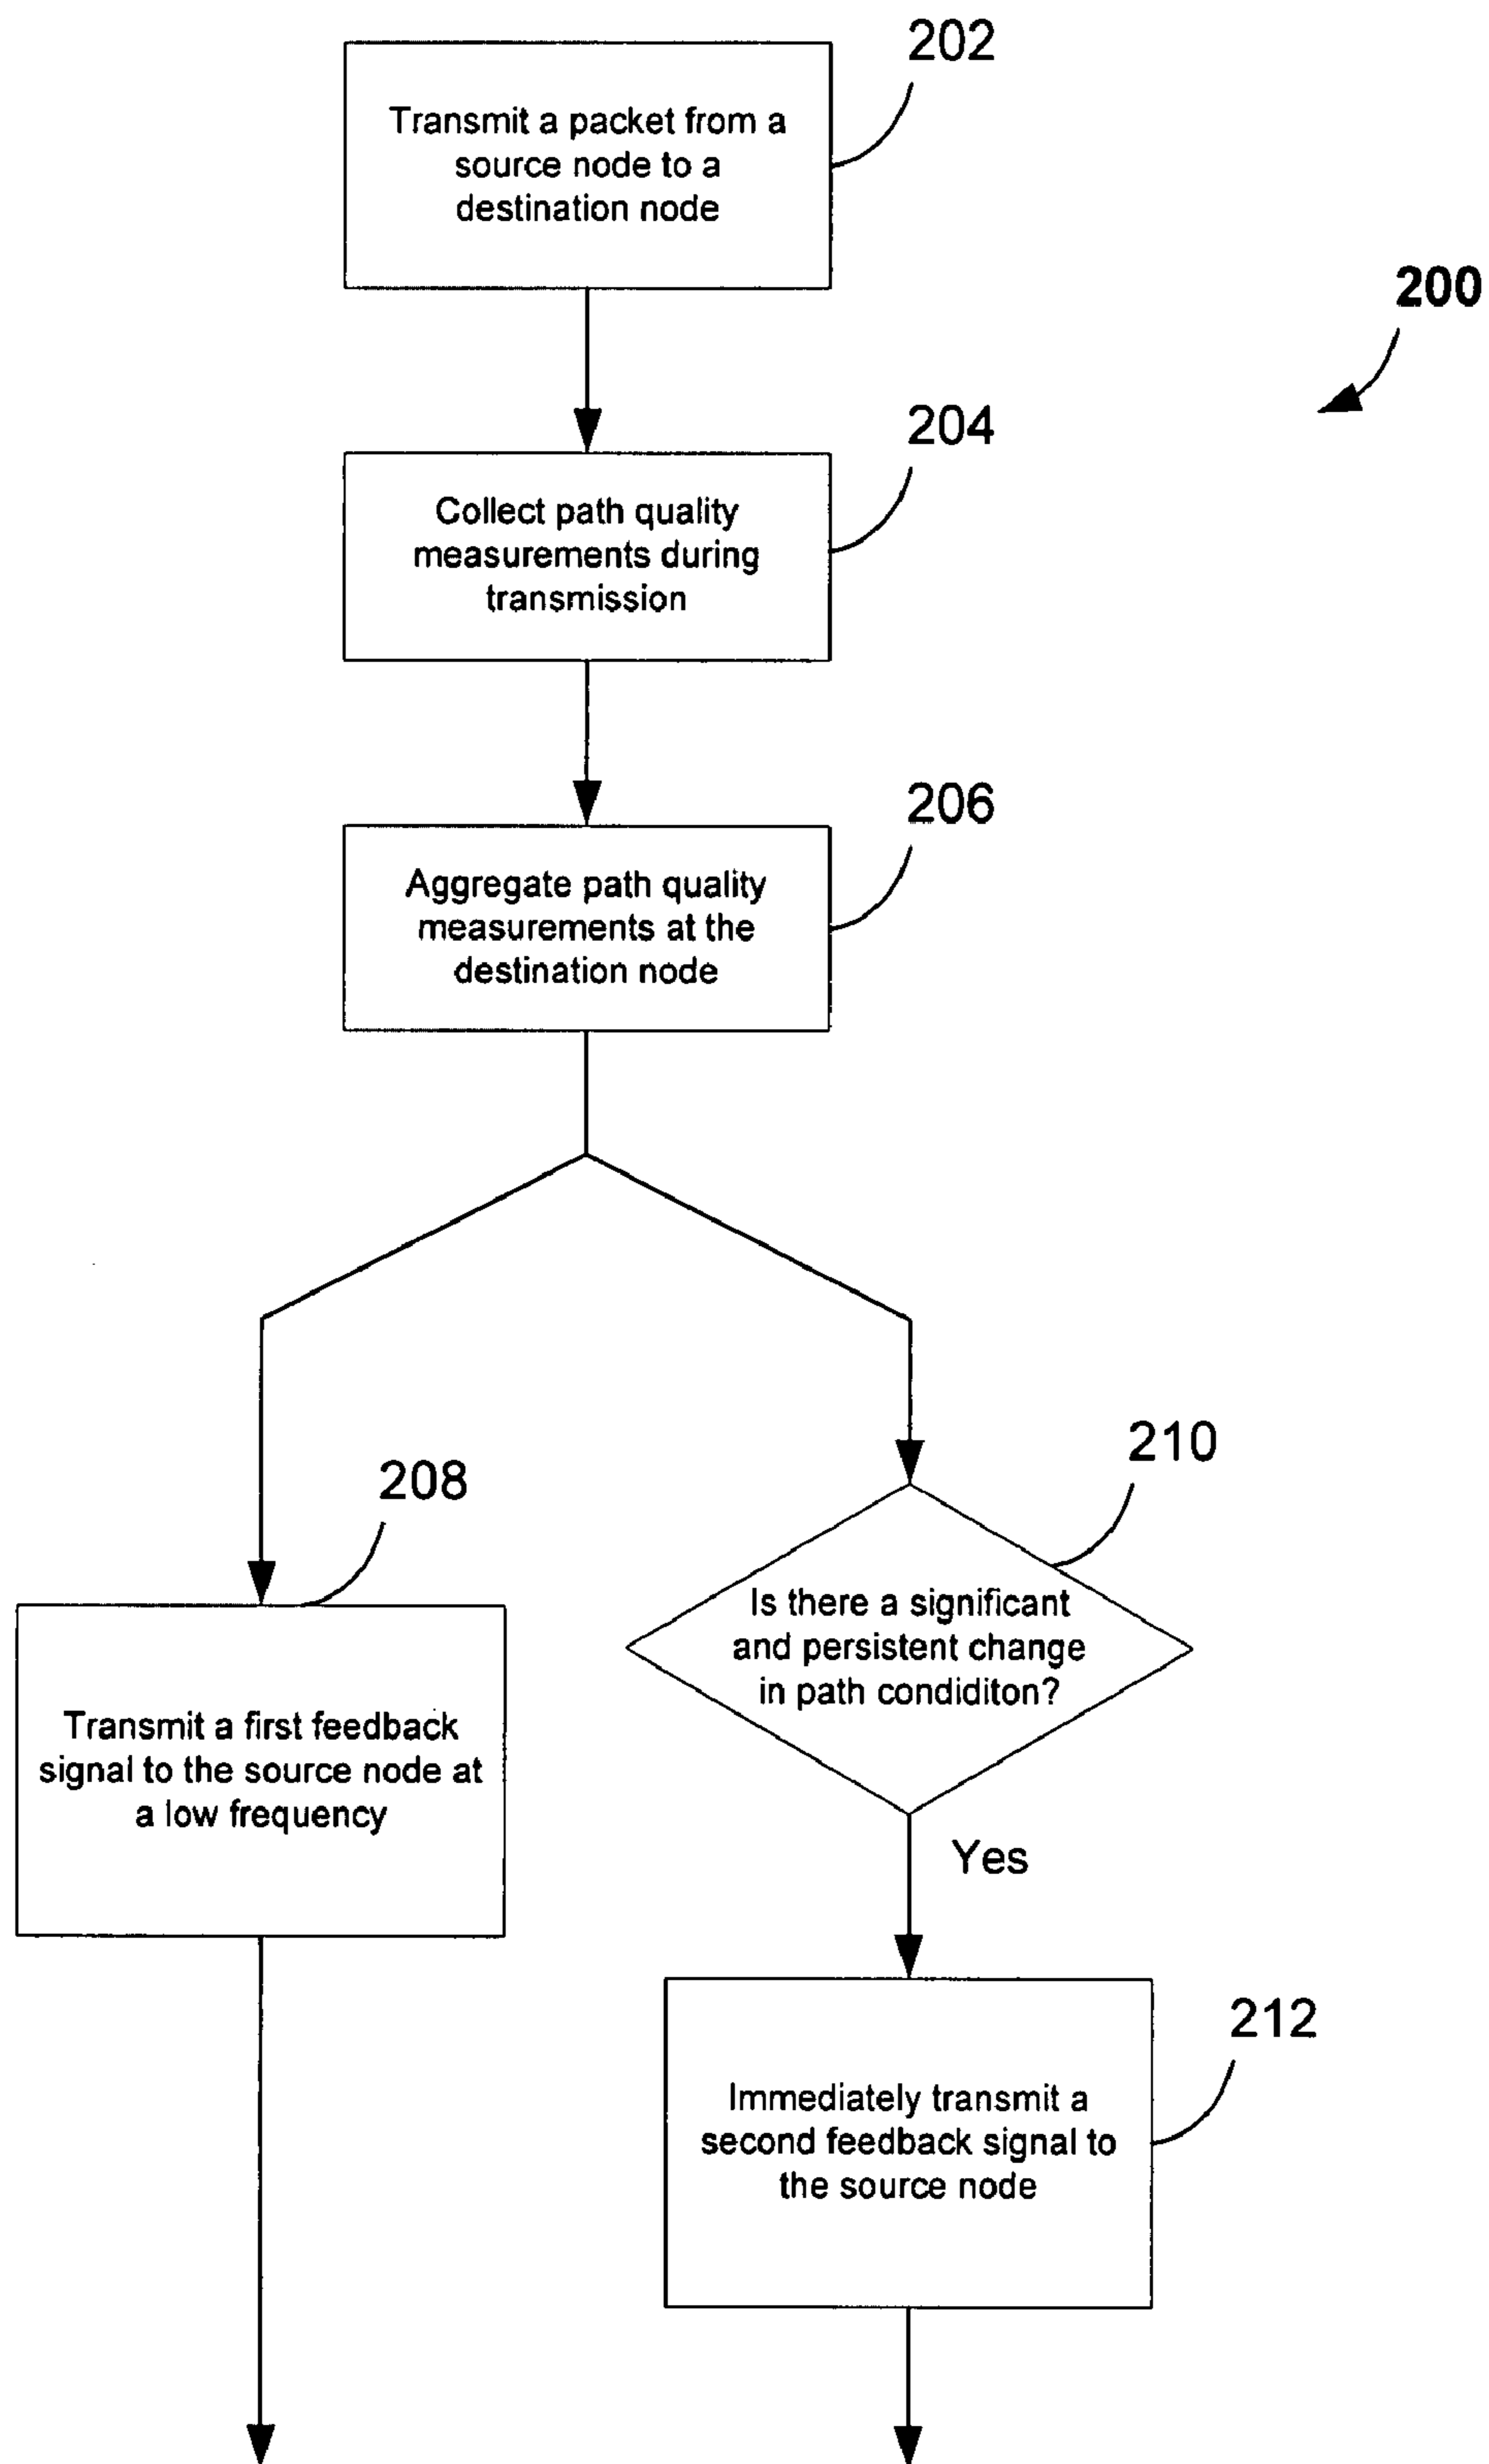 202
Transmit a packet from a
source node to a
destination node
200
204
Collect path quality
measurements during
transmission
206
Aggregate path quality
measurements at the
destination node
208
Transmit a first feedback
signal to the source node at
a low frequency
210
Is there a significant
and persistent change
in path condiditon?
Yes
212
Immediately transmit a
second feedback signal to
the source node